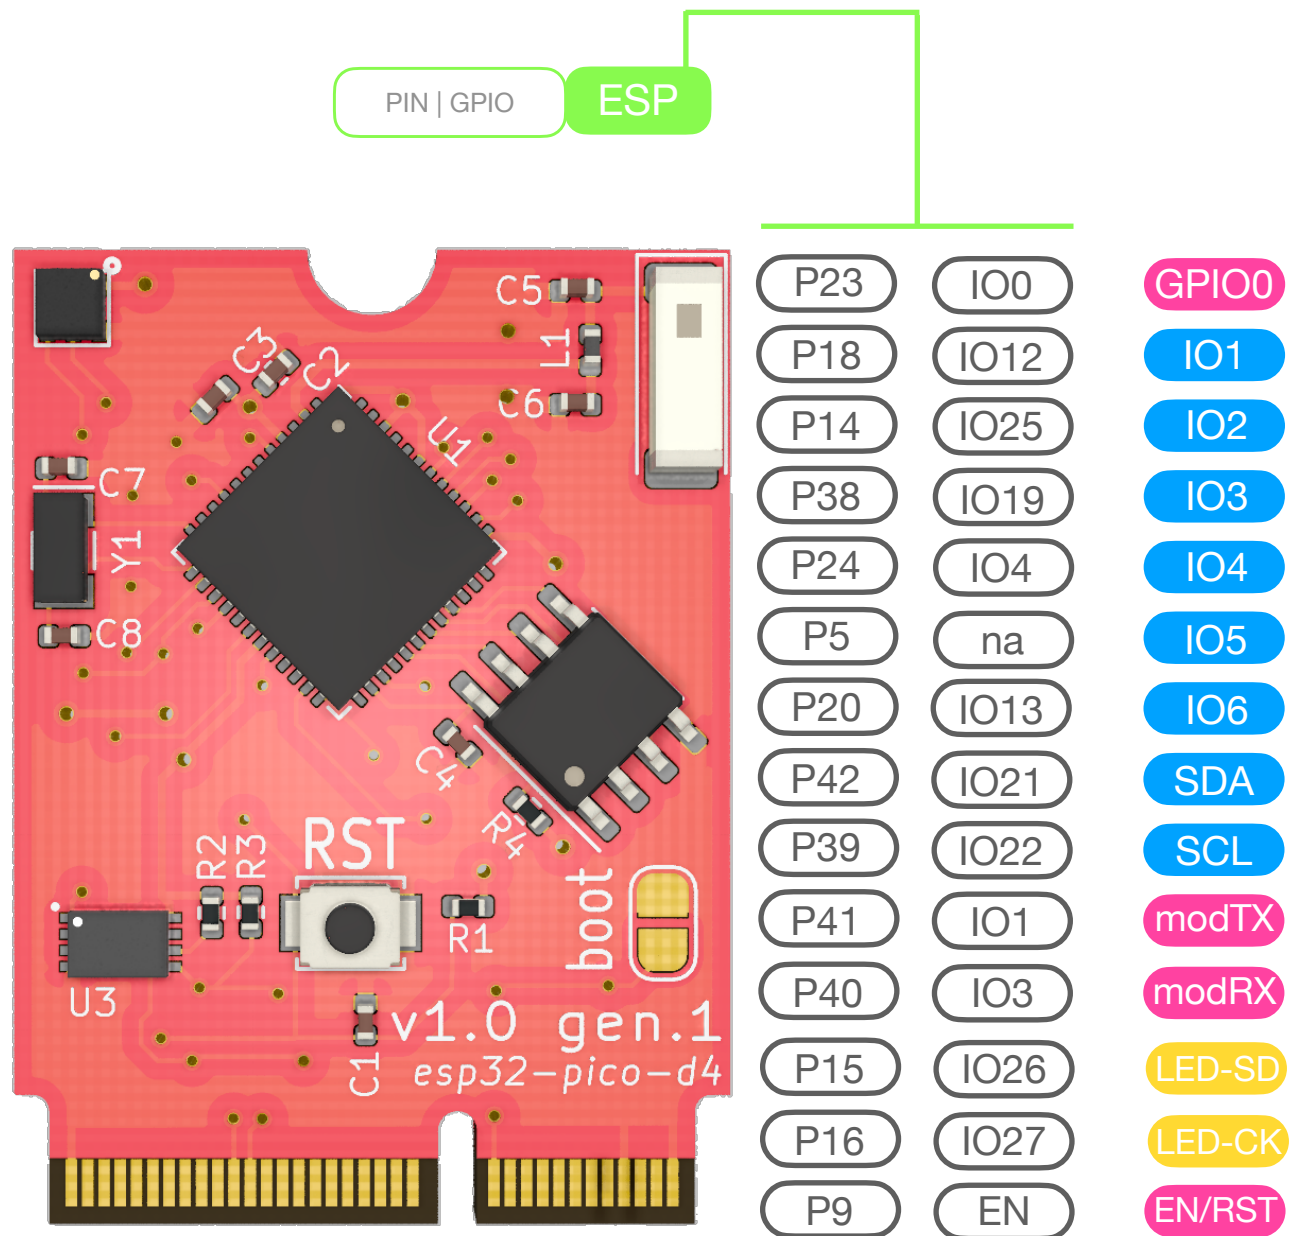 PIN | GPIO ESP
P23 IO0 GPIO0
P18 IO12 IO1
P14 IO25 IO2
P38 IO19 IO3
P24 IO4 IO4
P5 na IO5
P20 IO13 IO6
P42 IO21 SDA
P39 IO22 SCL
P41 IO1 modTX
P40 IO3 modRX
P15 IO26 LED-SD
P16 IO27 LED-CK
P9 EN EN/RST
C5
C3
C2
L1
C6
U1
C7
Y1
C8
C4
R4
RST
R2
R3
boot
R1
U3
C1
v1.0 gen.1
esp32-pico-d4